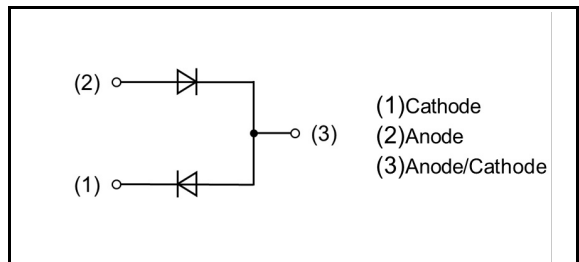 (2)
(1)
(3)
(1)Cathode
(2)Anode
(3)Anode/Cathode